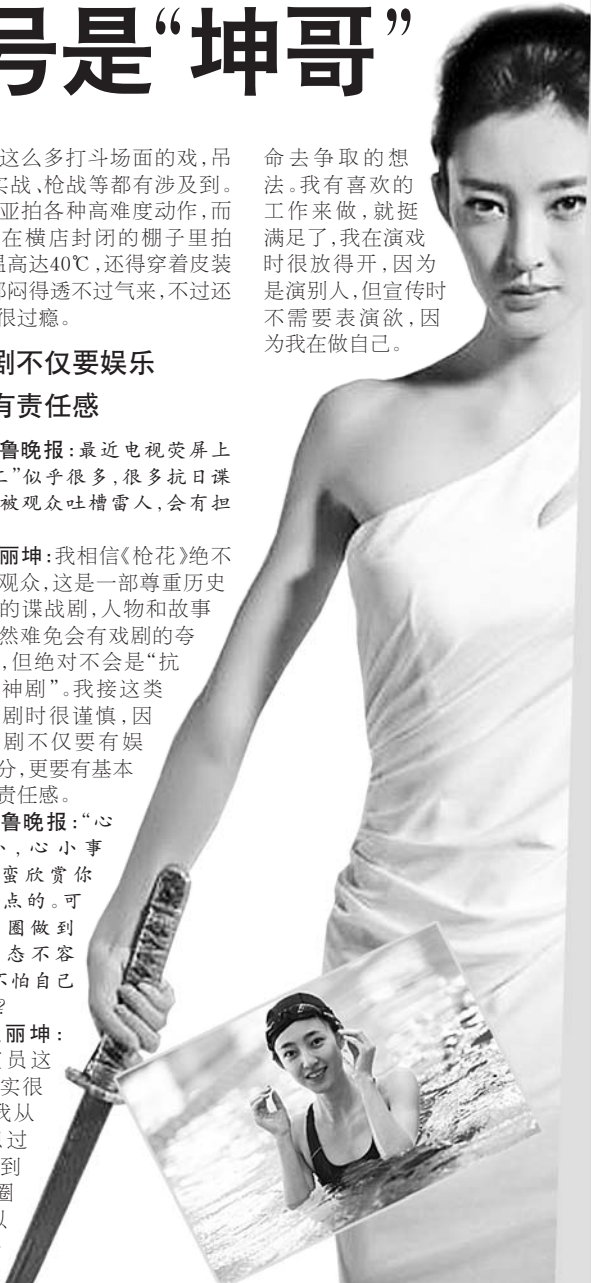 号是“坤哥”
这么多打斗场面的戏,吊
实战、枪战等都有涉及到。
亚拍各种高难度动作,而
在横店封闭的棚子里拍
温高达40℃,还得穿着皮装
都闷得透不过气来,不过还
很过瘾。
剧不仅要娱乐
有责任感
鲁晚报:最近电视荧屏上
二”似乎很多,很多抗日谍
被观众吐槽雷人,会有担
丽坤:我相信《枪花》绝不
观众,这是一部尊重历史
的谍战剧,人物和故事
然难免会有戏剧的夸
,但绝对不会是“抗
神剧”。我接这类
剧时很谨慎,因
剧不仅要有娱
分,更要有基本
责任感。
鲁晚报:“心
小,心小事
蛮欣赏你
点的。可
圈做到
态不容
不怕自己
?
丽坤:
员这
实很
我从
过
到
圈
以
命去争取的想
法。我有喜欢的
工作来做,就挺
满足了,我在演戏
时很放得开,因为
是演别人,但宣传时
不需要表演欲,因
为我在做自己。